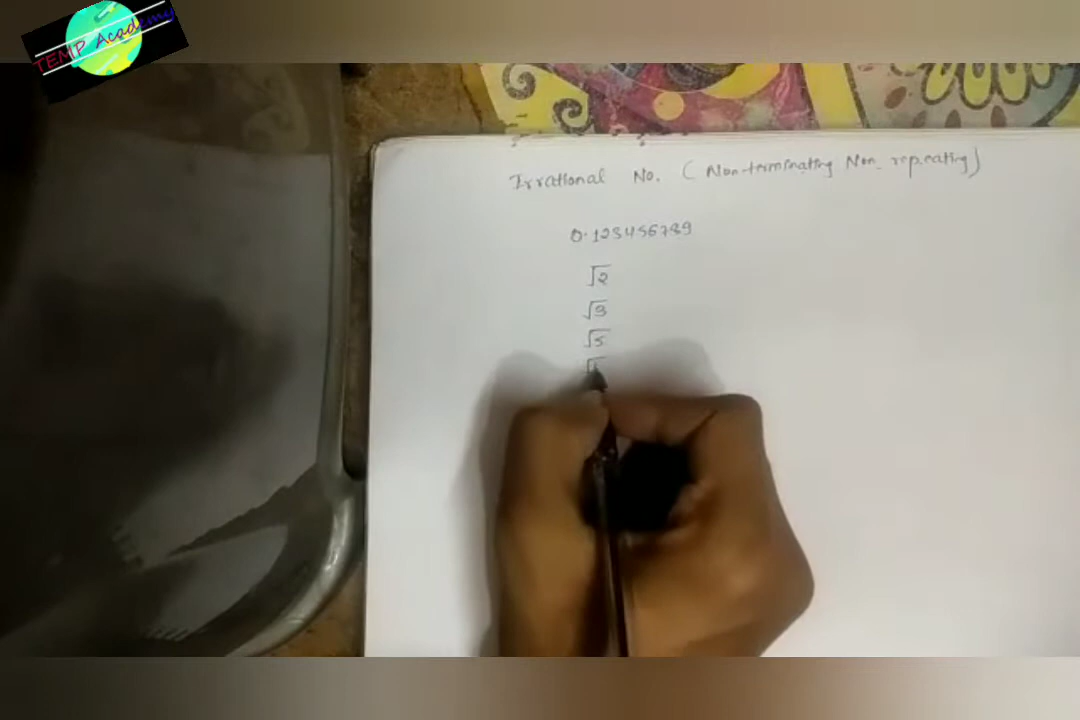 TEMP Academy
Irrational No. (Non-terminating Non-repeating)
0.123456789
√2
√3
√5